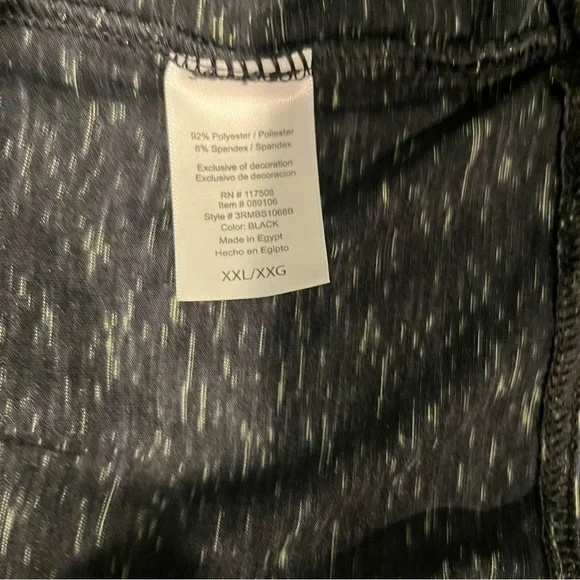 92% Polyester / Poliester
8% Spandex / Spandex
Exclusive of decoration
Exclusivo de decoración
RN # 117508
Item # 089106
Style # 3RMBS1066B
Color: BLACK
Made in Egypt
Hecho en Egipto
XXL/XXG